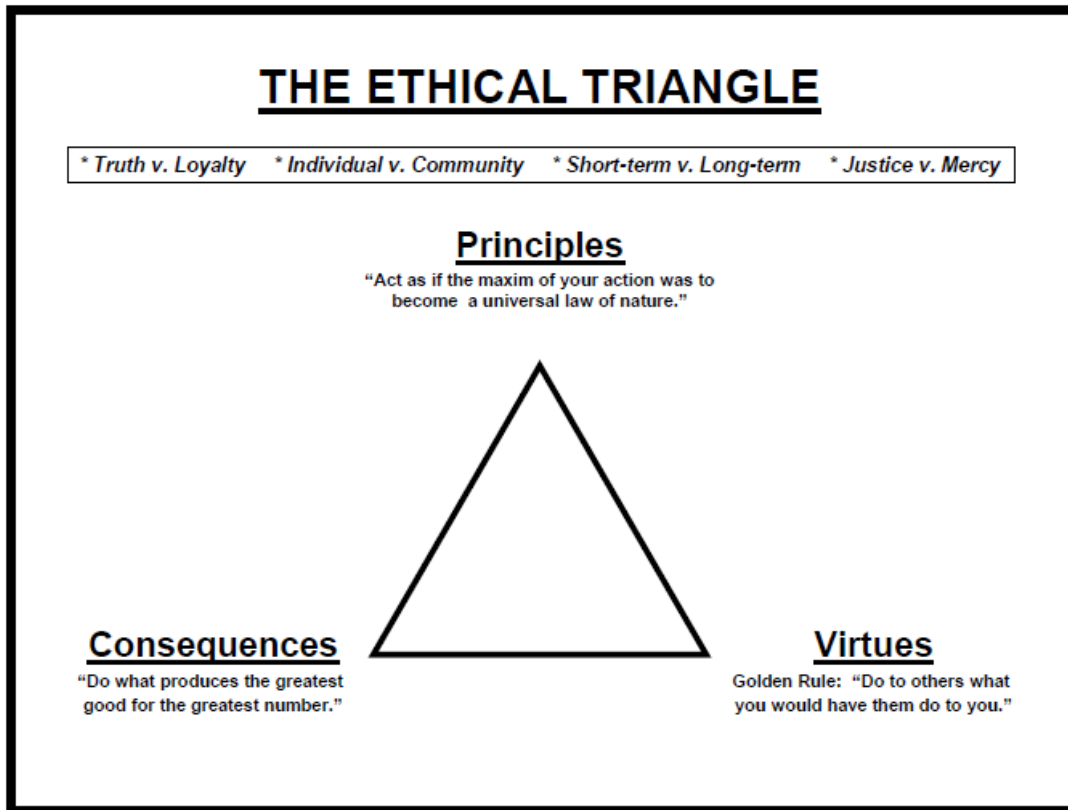 THE ETHICAL TRIANGLE
* Truth v. Loyalty * Individual v. Community * Short-term v. Long-term * Justice v. Mercy
Principles
“Act as if the maxim of your action was to
become a universal law of nature.”
Consequences
“Do what produces the greatest
good for the greatest number.”
Virtues
Golden Rule: “Do to others what
you would have them do to you.”